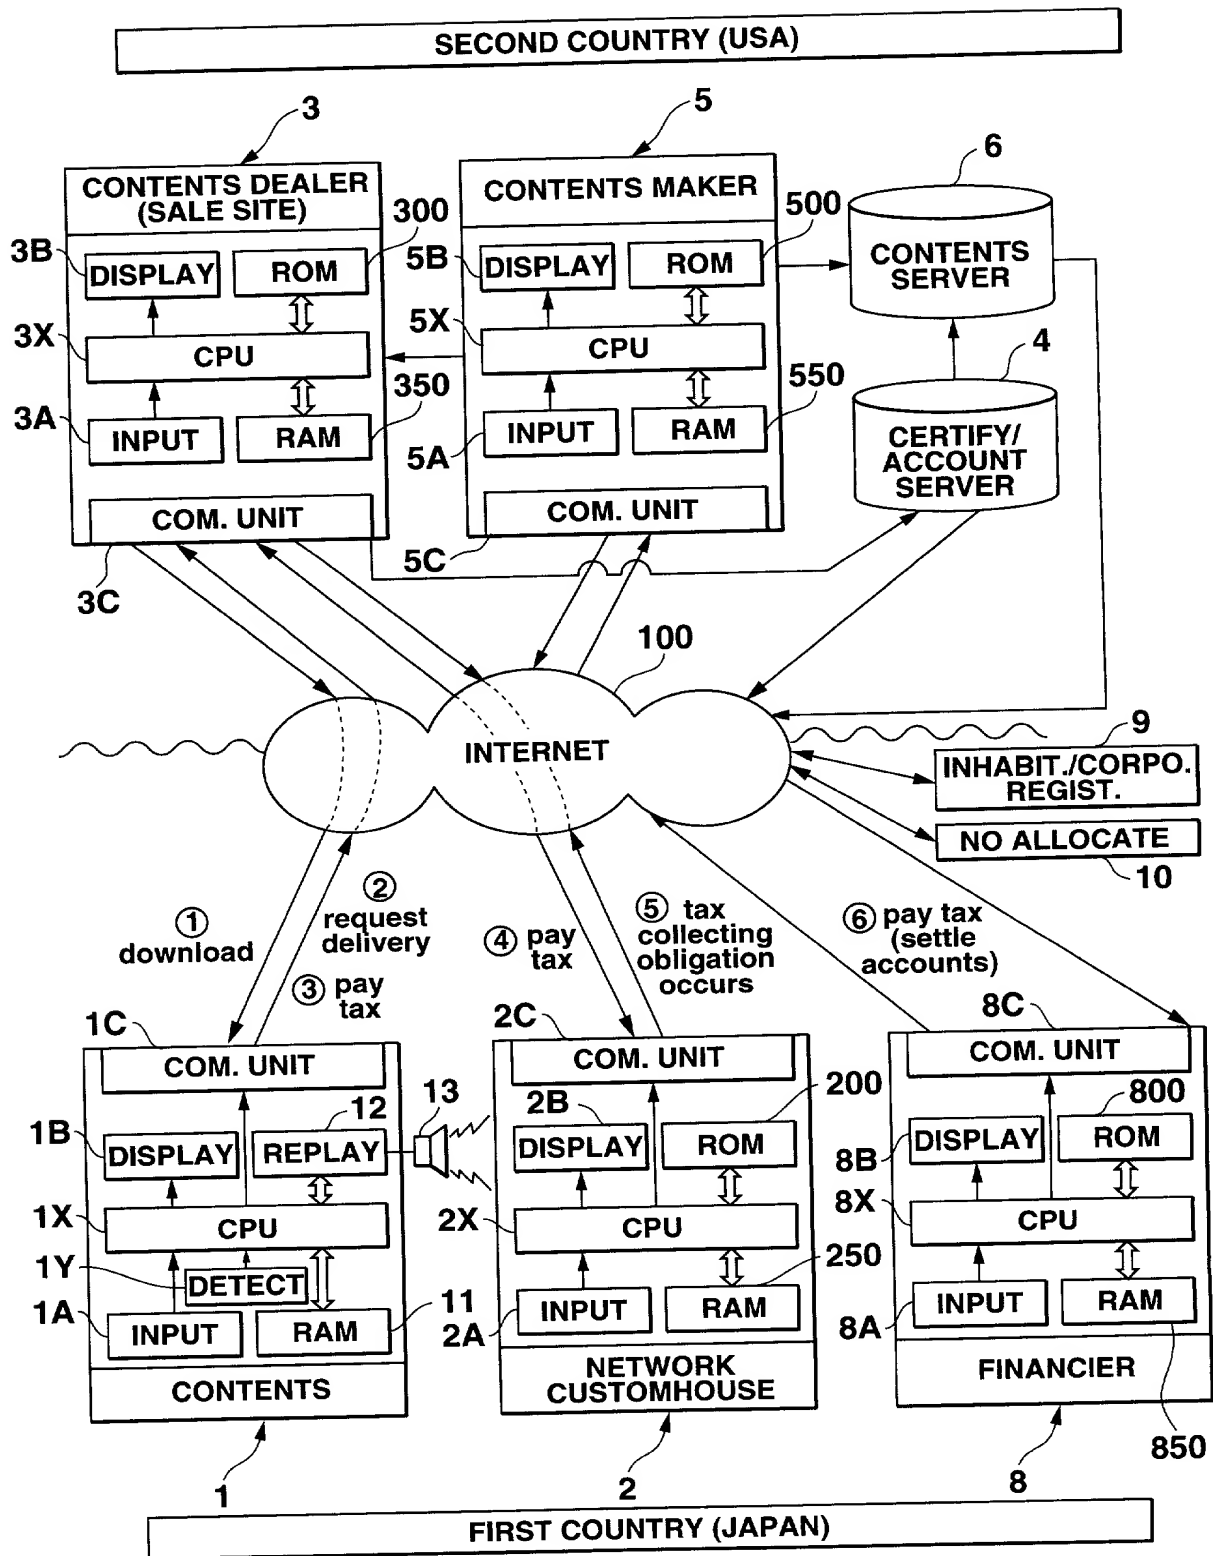 SECOND COUNTRY (USA)
3
5
6
CONTENTS DEALER
(SALE SITE)
300
3B
DISPLAY
ROM
3X
CPU
350
3A
INPUT
RAM
COM. UNIT
3C
CONTENTS MAKER
500
5B
DISPLAY
ROM
5X
CPU
550
5A
INPUT
RAM
COM. UNIT
5C
CONTENTS
SERVER
4
CERTIFY/
ACCOUNT
SERVER
100
INTERNET
9
INHABIT./CORPO.
REGIST.
NO ALLOCATE
10
① download
② request
delivery
③ pay
tax
④ pay
tax
⑤ tax
collecting
obligation
occurs
⑥ pay tax
(settle
accounts)
1C
COM. UNIT
12
13
1B
DISPLAY
REPLAY
1X
CPU
1Y
DETECT
1A
INPUT
RAM
11
CONTENTS
1
2C
COM. UNIT
200
2B
DISPLAY
ROM
2X
CPU
250
2A
INPUT
RAM
NETWORK
CUSTOMHOUSE
2
8C
COM. UNIT
800
8B
DISPLAY
ROM
8X
CPU
8A
INPUT
RAM
FINANCIER
850
8
FIRST COUNTRY (JAPAN)